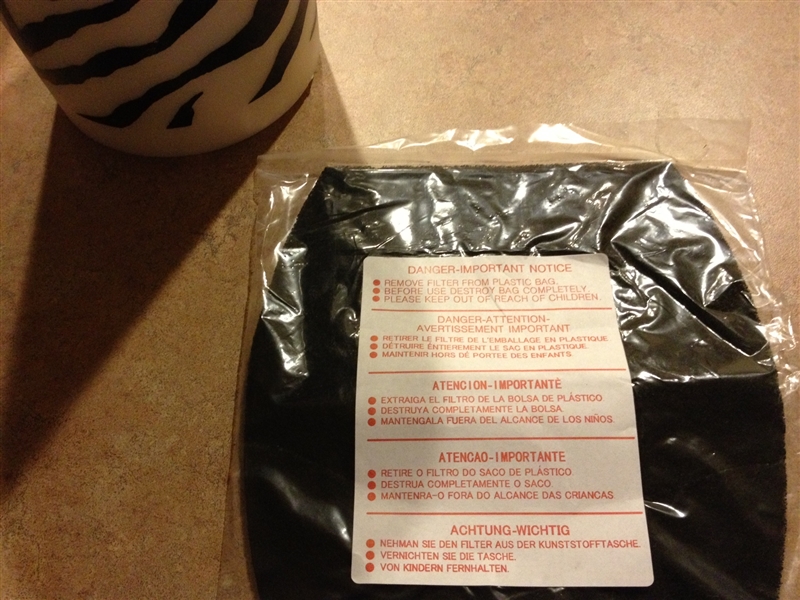 DANGER-IMPORTANT NOTICE
● REMOVE FILTER FROM PLASTIC BAG.
● BEFORE USE DESTROY BAG COMPLETELY.
● PLEASE KEEP OUT OF REACH OF CHILDREN.
DANGER-ATTENTION-
AVERTISSEMENT IMPORTANT
● RETIRER LE FILTRE DE L'EMBALLAGE EN PLASTIQUE
● DÉTRUIRE ÉNTIEREMENT LE SAC EN PLASTIQUE.
● MAINTENIR HORS DÉ PORTEE DES ENFANTS.
ATENCION-IMPORTANTÉ
● EXTRAIGA EL FILTRO DE LA BOLSA DE PLÁSTICO.
● DESTRUYA COMPLETAMENTE LA BOLSA.
● MANTENGALA FUERA DEL ALCANCE DE LOS NIÑOS.
ATENCAO-IMPORTANTE
● RETIRE O FILTRO DO SACO DE PLÁSTICO.
● DESTRUA COMPLETAMENTE O SACO.
● MANTENRA-O FORA DO ALCANCE DAS CRIANCAS
ACHTUNG-WICHTIG
● NEHMAN SIE DEN FILTER AUS DER KUNSTSTOFFTASCHE.
● VERNICHTEN SIE DIE TASCHE.
● VON KINDERN FERNHALTEN.